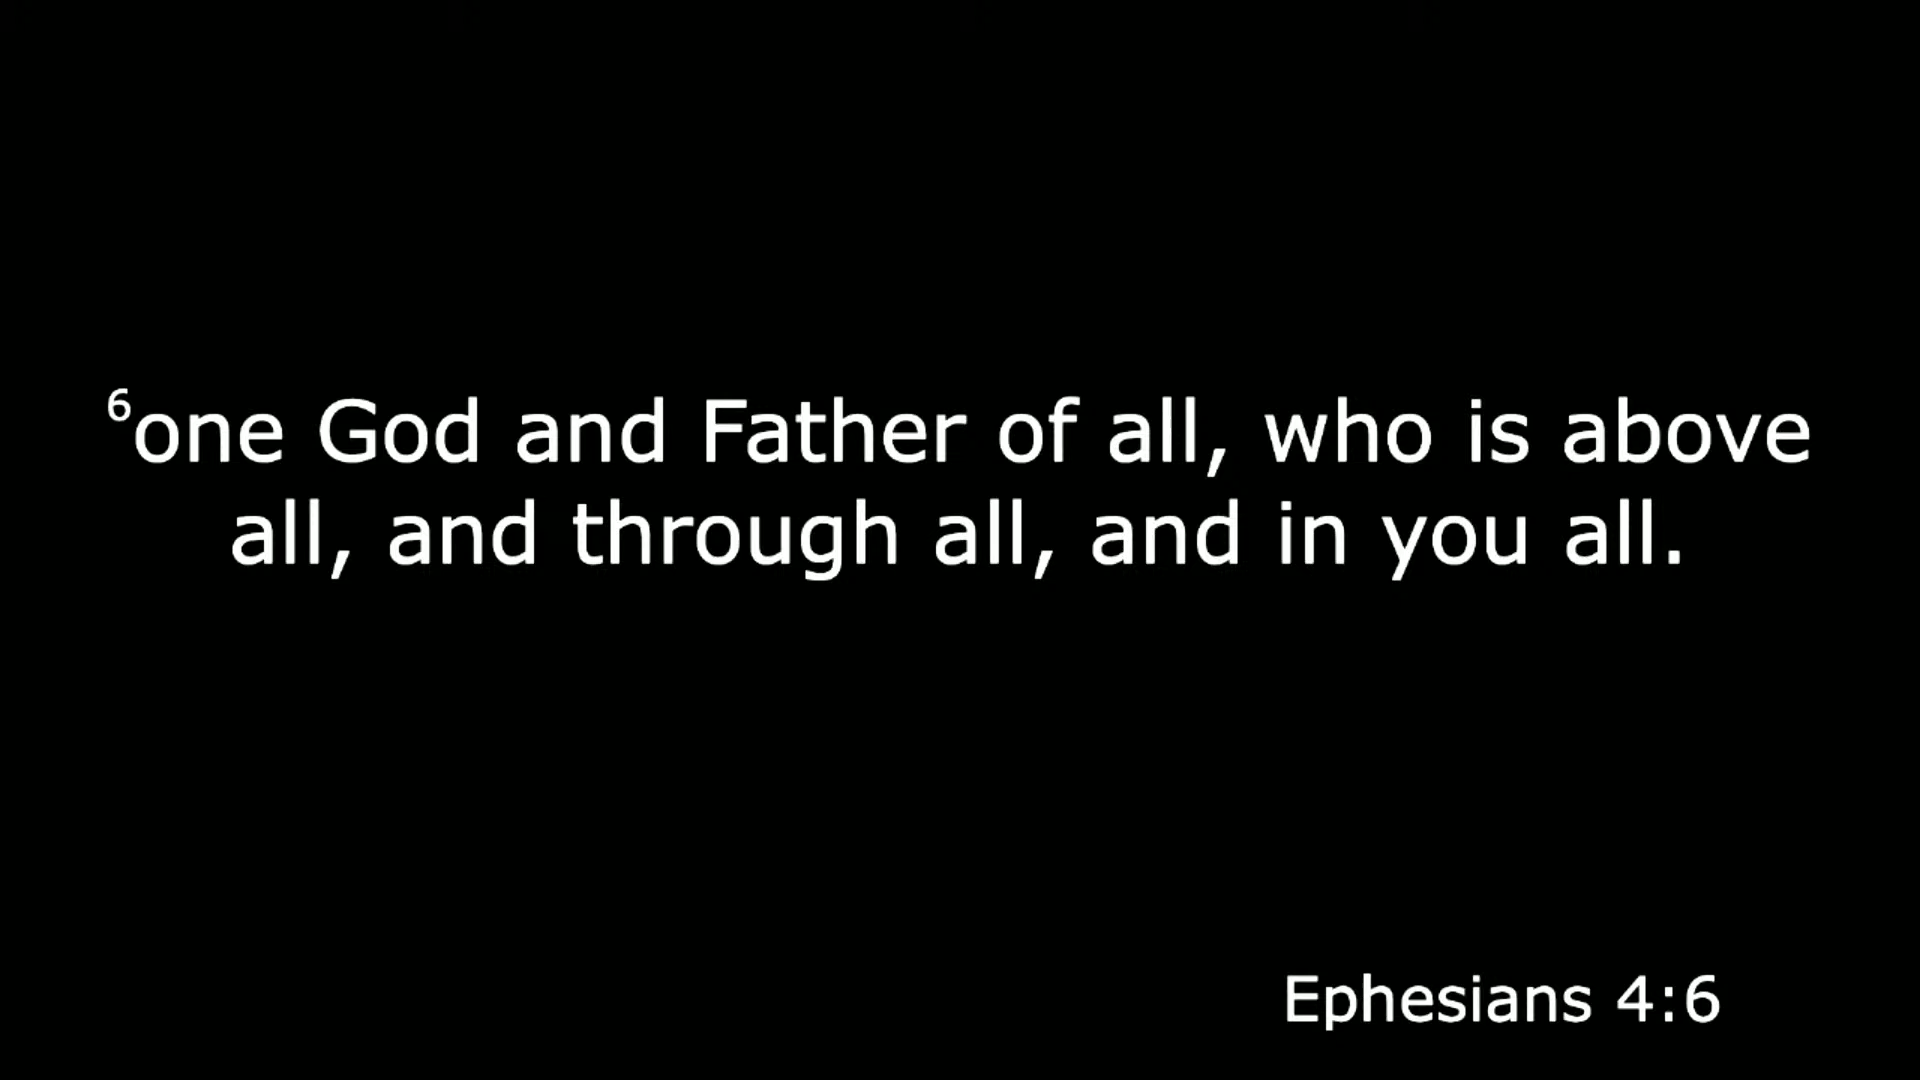 ⁶one God and Father of all, who is above
all, and through all, and in you all.
Ephesians 4:6